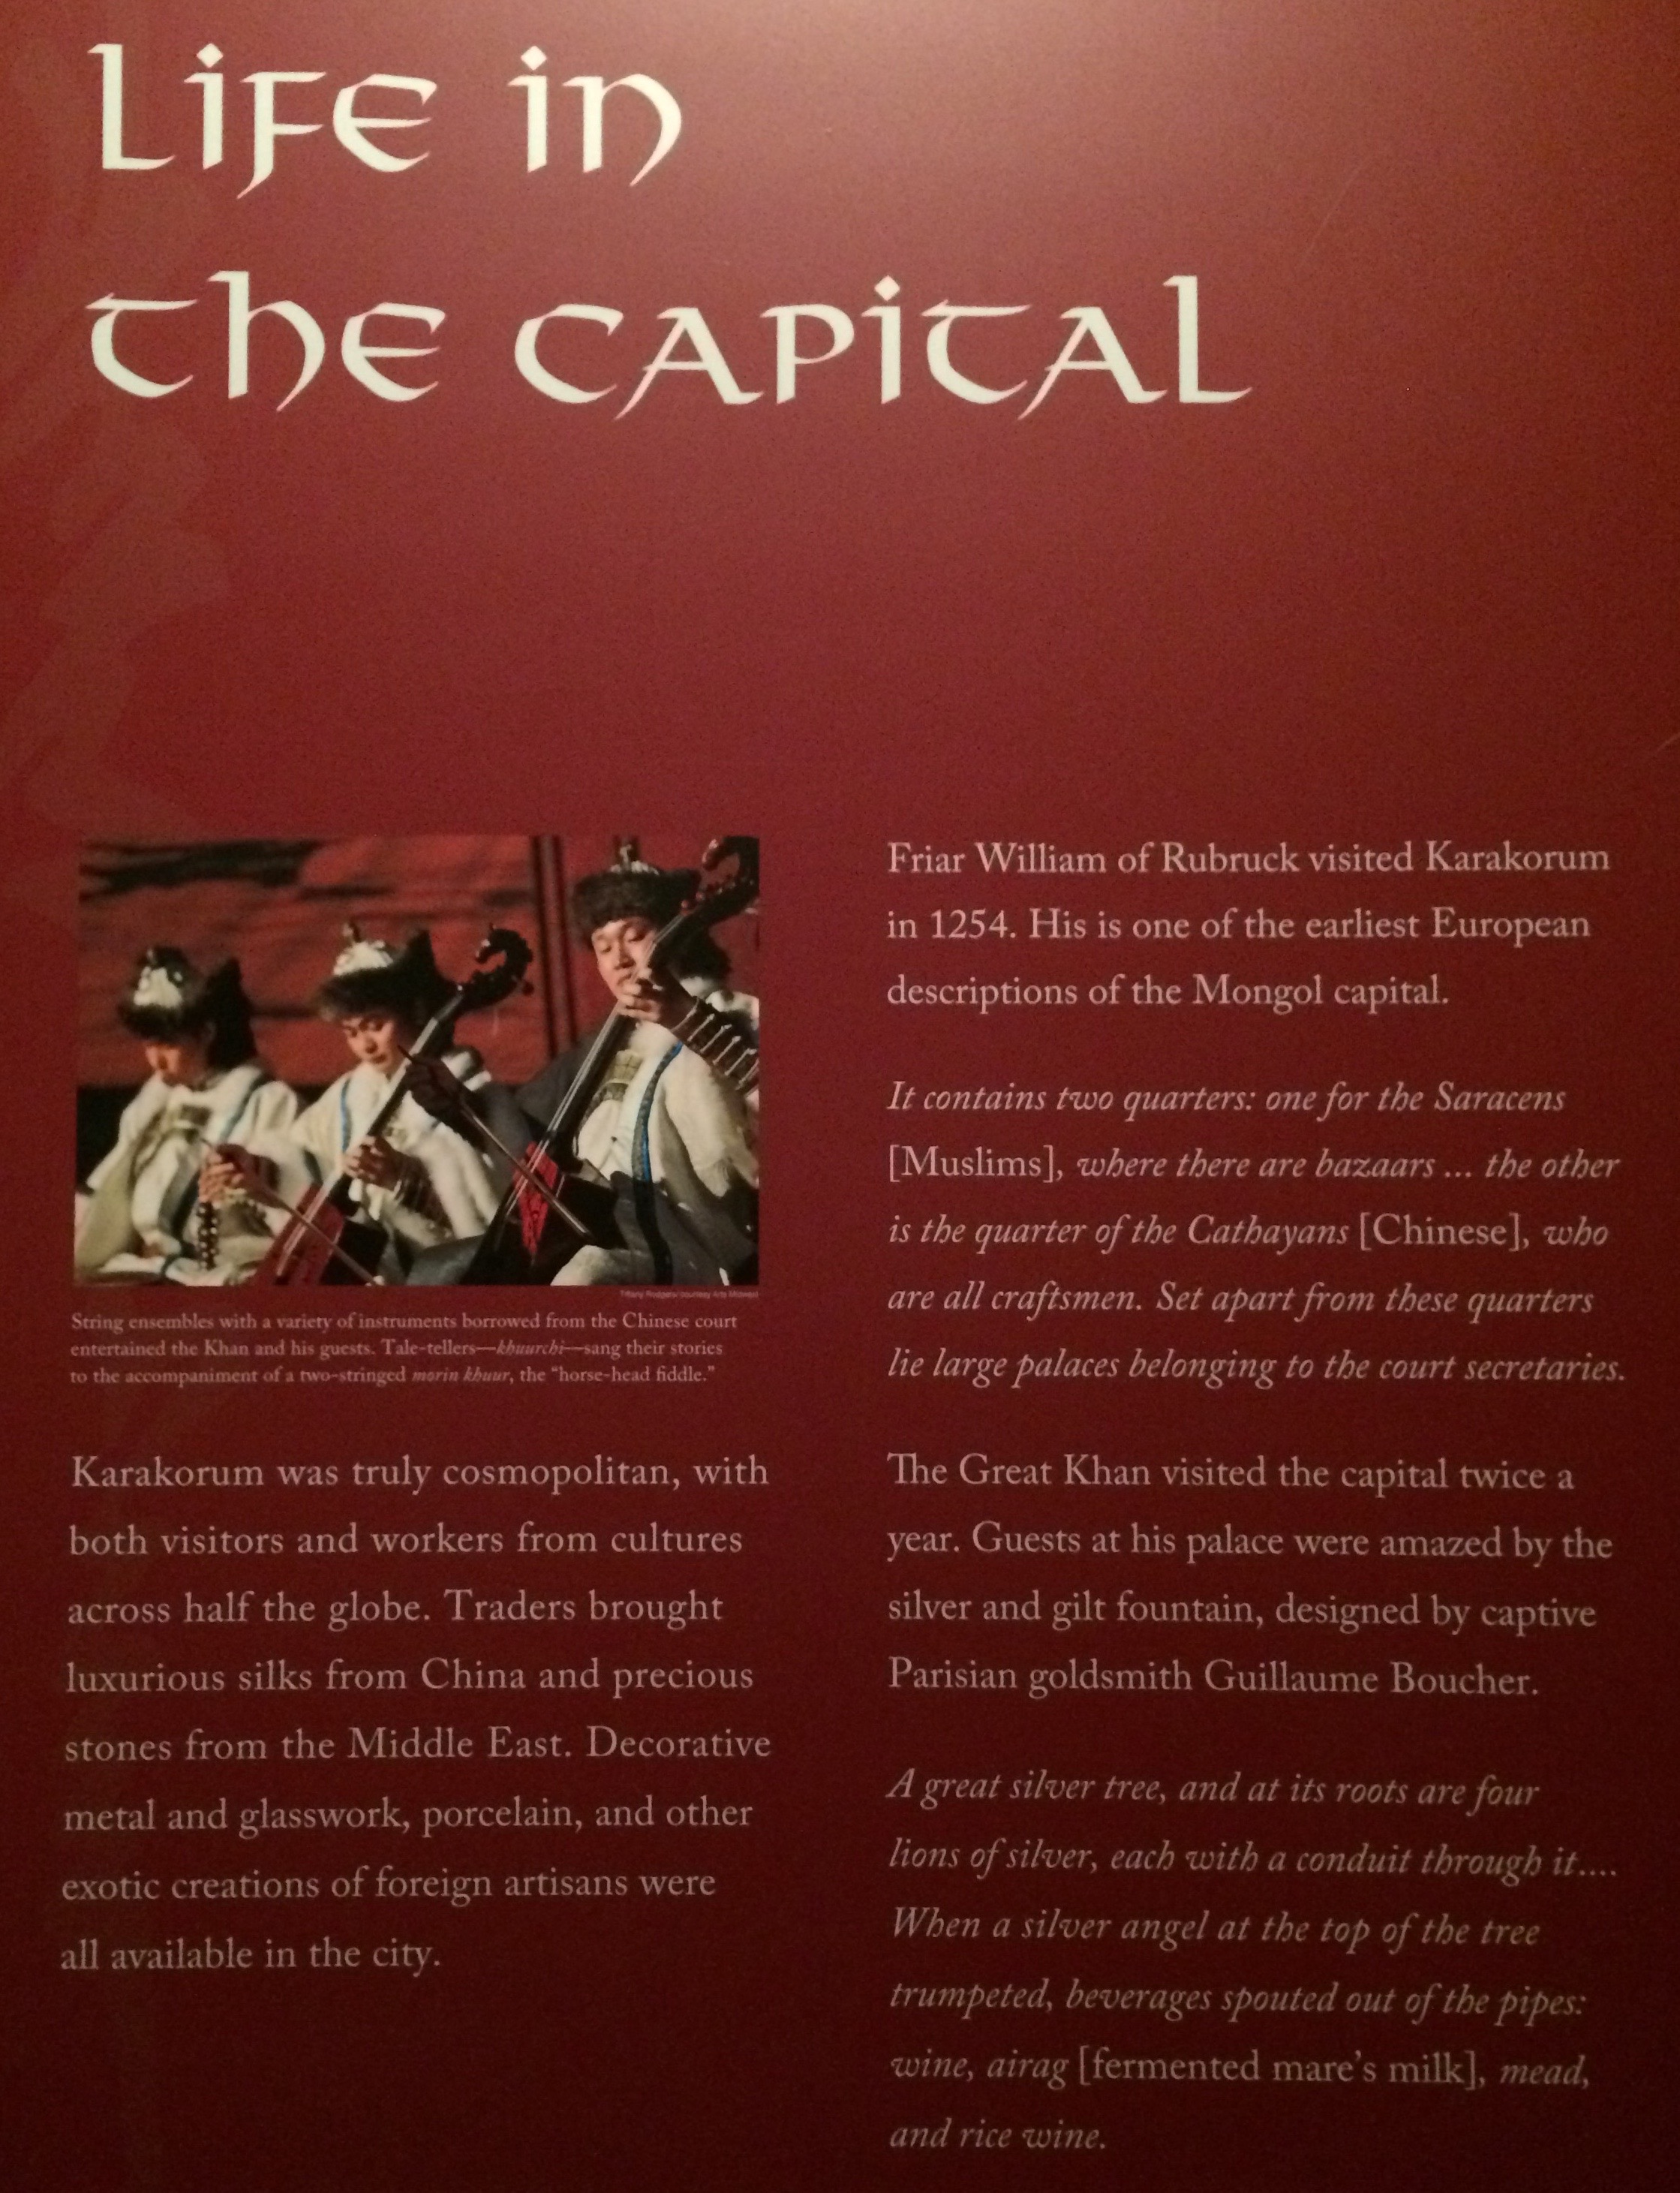 Life in
the Capital
Tiffany Rodgers/courtesy Arts Midwest
String ensembles with a variety of instruments borrowed from the Chinese court
entertained the Khan and his guests. Tale-tellers—khuurchi—sang their stories
to the accompaniment of a two-stringed morin khuur, the “horse-head fiddle.”
Karakorum was truly cosmopolitan, with
both visitors and workers from cultures
across half the globe. Traders brought
luxurious silks from China and precious
stones from the Middle East. Decorative
metal and glasswork, porcelain, and other
exotic creations of foreign artisans were
all available in the city.
Friar William of Rubruck visited Karakorum
in 1254. His is one of the earliest European
descriptions of the Mongol capital.
It contains two quarters: one for the Saracens
[Muslims], where there are bazaars ... the other
is the quarter of the Cathayans [Chinese], who
are all craftsmen. Set apart from these quarters
lie large palaces belonging to the court secretaries.
The Great Khan visited the capital twice a
year. Guests at his palace were amazed by the
silver and gilt fountain, designed by captive
Parisian goldsmith Guillaume Boucher.
A great silver tree, and at its roots are four
lions of silver, each with a conduit through it....
When a silver angel at the top of the tree
trumpeted, beverages spouted out of the pipes:
wine, airag [fermented mare’s milk], mead,
and rice wine.